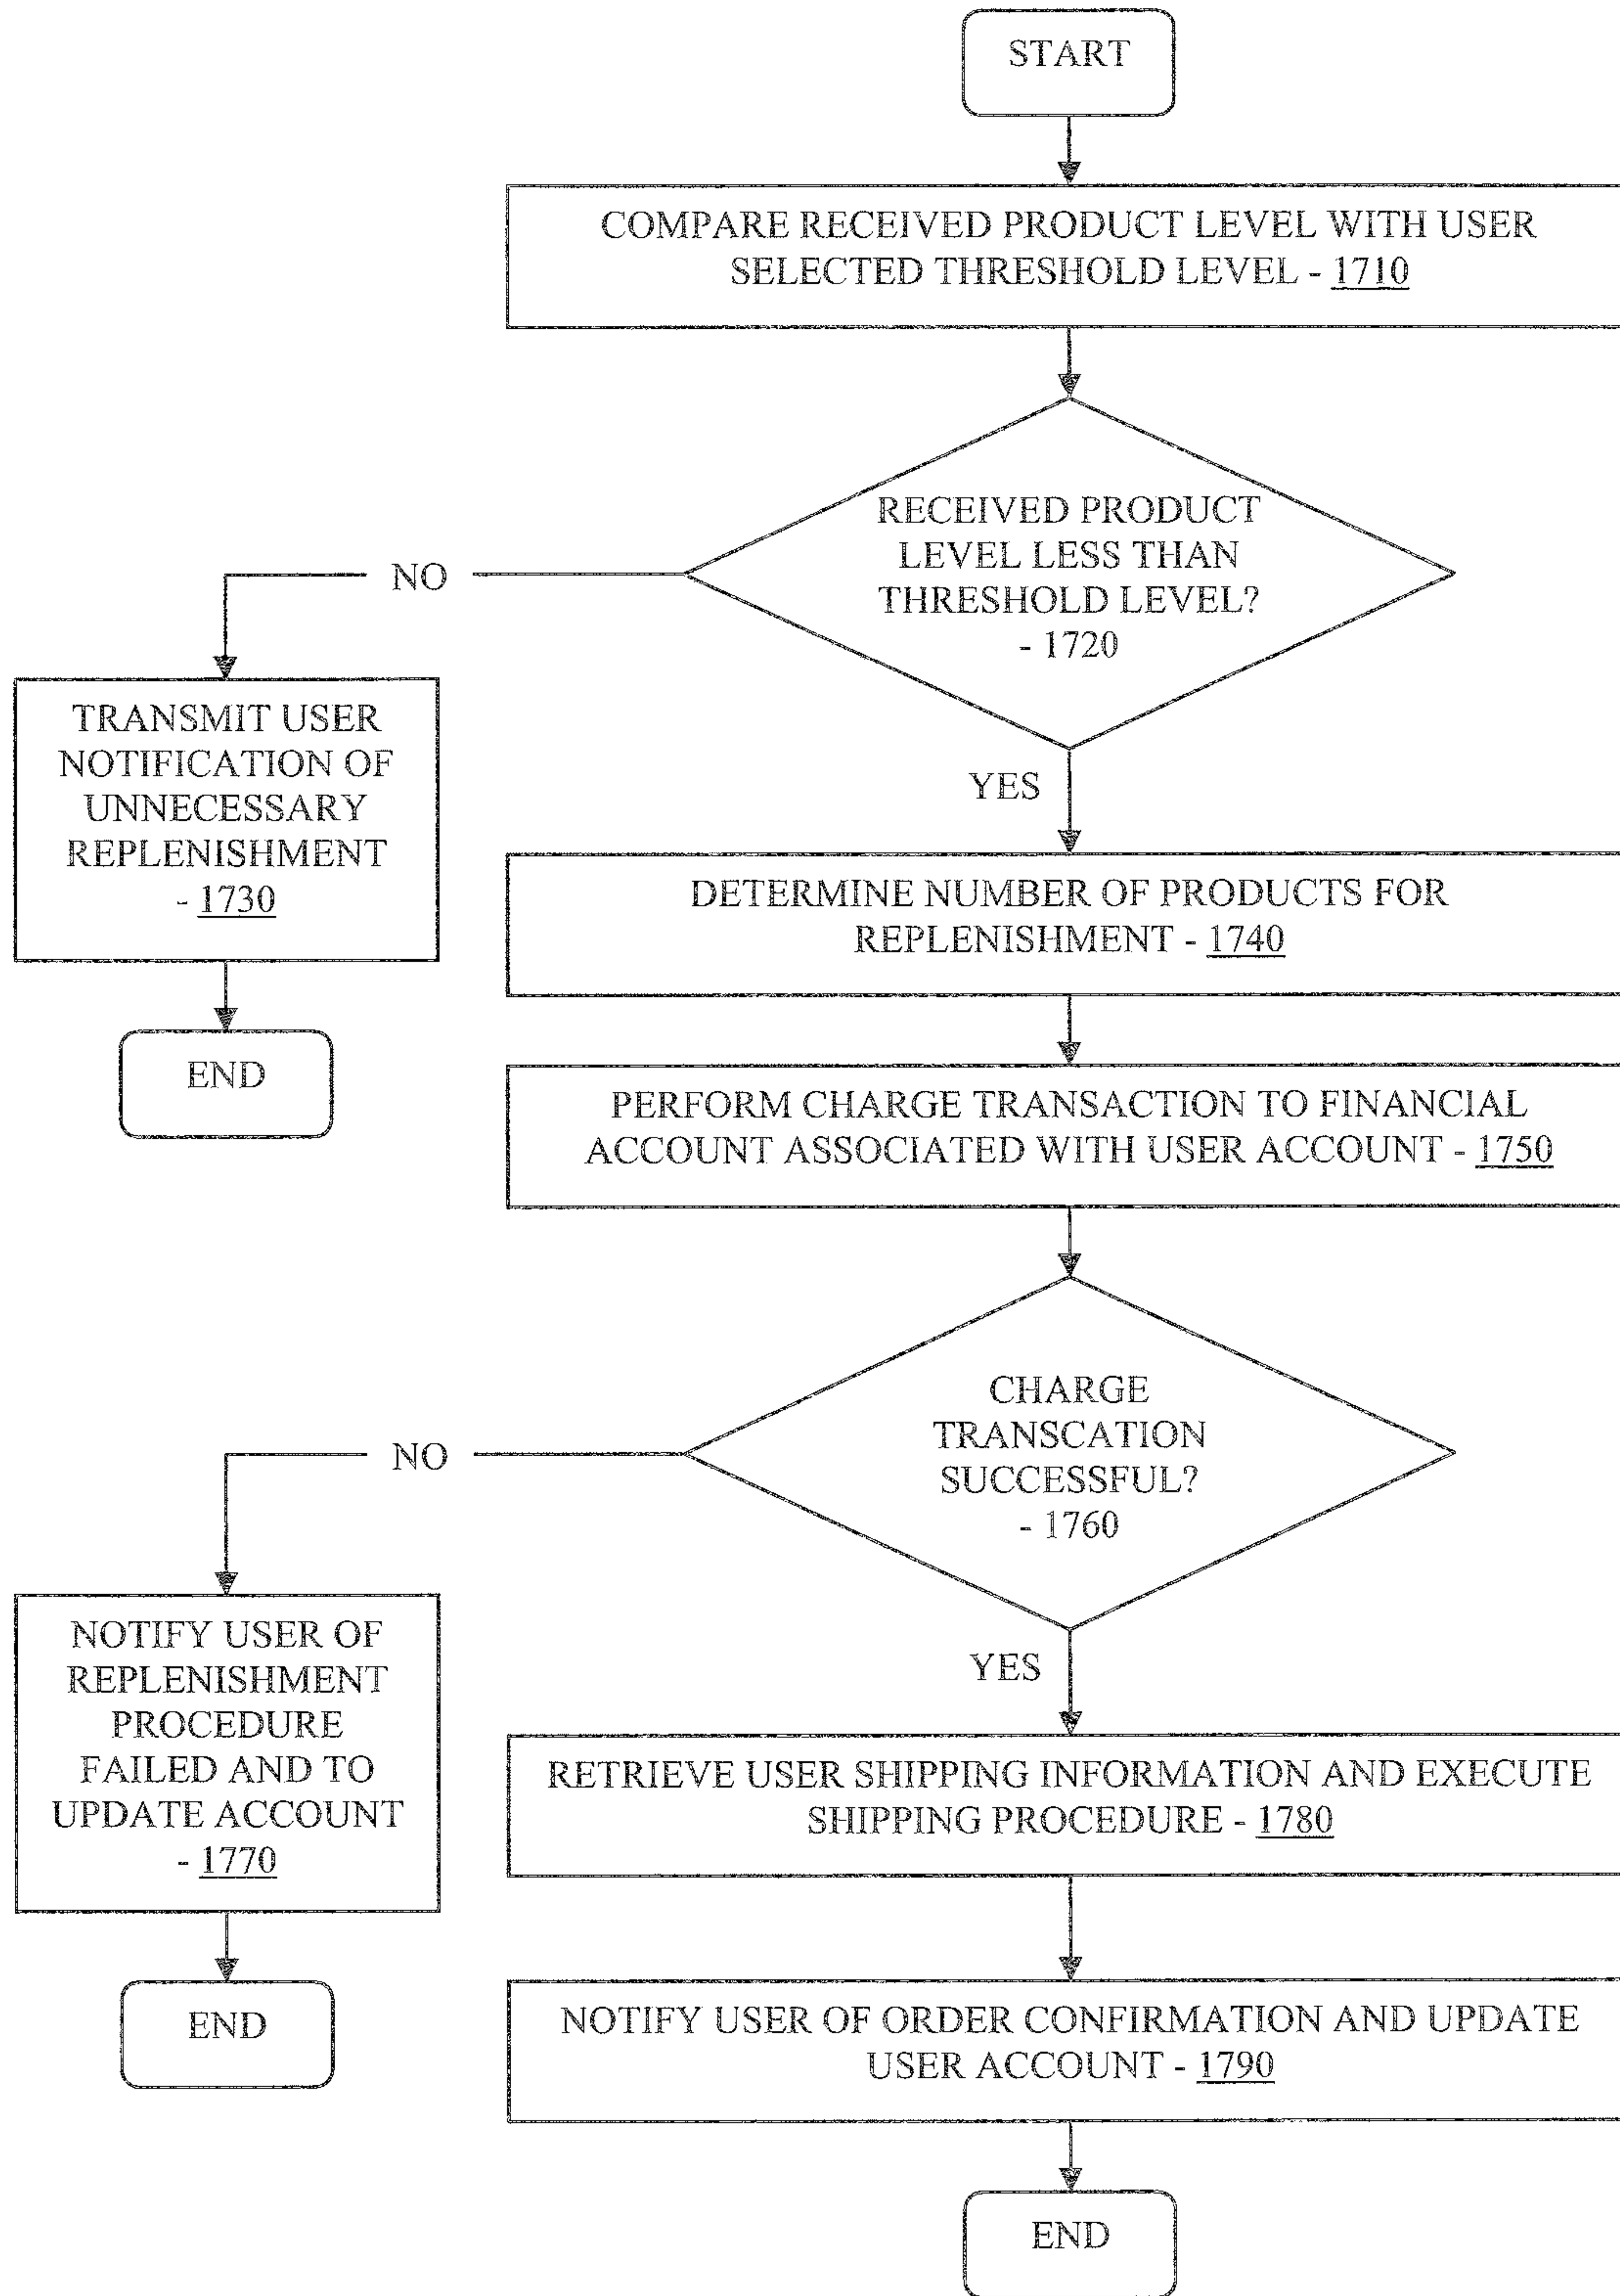 START
COMPARE RECEIVED PRODUCT LEVEL WITH USER
SELECTED THRESHOLD LEVEL - 1710
RECEIVED PRODUCT
LEVEL LESS THAN
THRESHOLD LEVEL?
- 1720
NO
TRANSMIT USER
NOTIFICATION OF
UNNECESSARY
REPLENISHMENT
- 1730
END
YES
DETERMINE NUMBER OF PRODUCTS FOR
REPLENISHMENT - 1740
PERFORM CHARGE TRANSACTION TO FINANCIAL
ACCOUNT ASSOCIATED WITH USER ACCOUNT - 1750
CHARGE
TRANSCATION
SUCCESSFUL?
- 1760
NO
NOTIFY USER OF
REPLENISHMENT
PROCEDURE
FAILED AND TO
UPDATE ACCOUNT
- 1770
END
YES
RETRIEVE USER SHIPPING INFORMATION AND EXECUTE
SHIPPING PROCEDURE - 1780
NOTIFY USER OF ORDER CONFIRMATION AND UPDATE
USER ACCOUNT - 1790
END